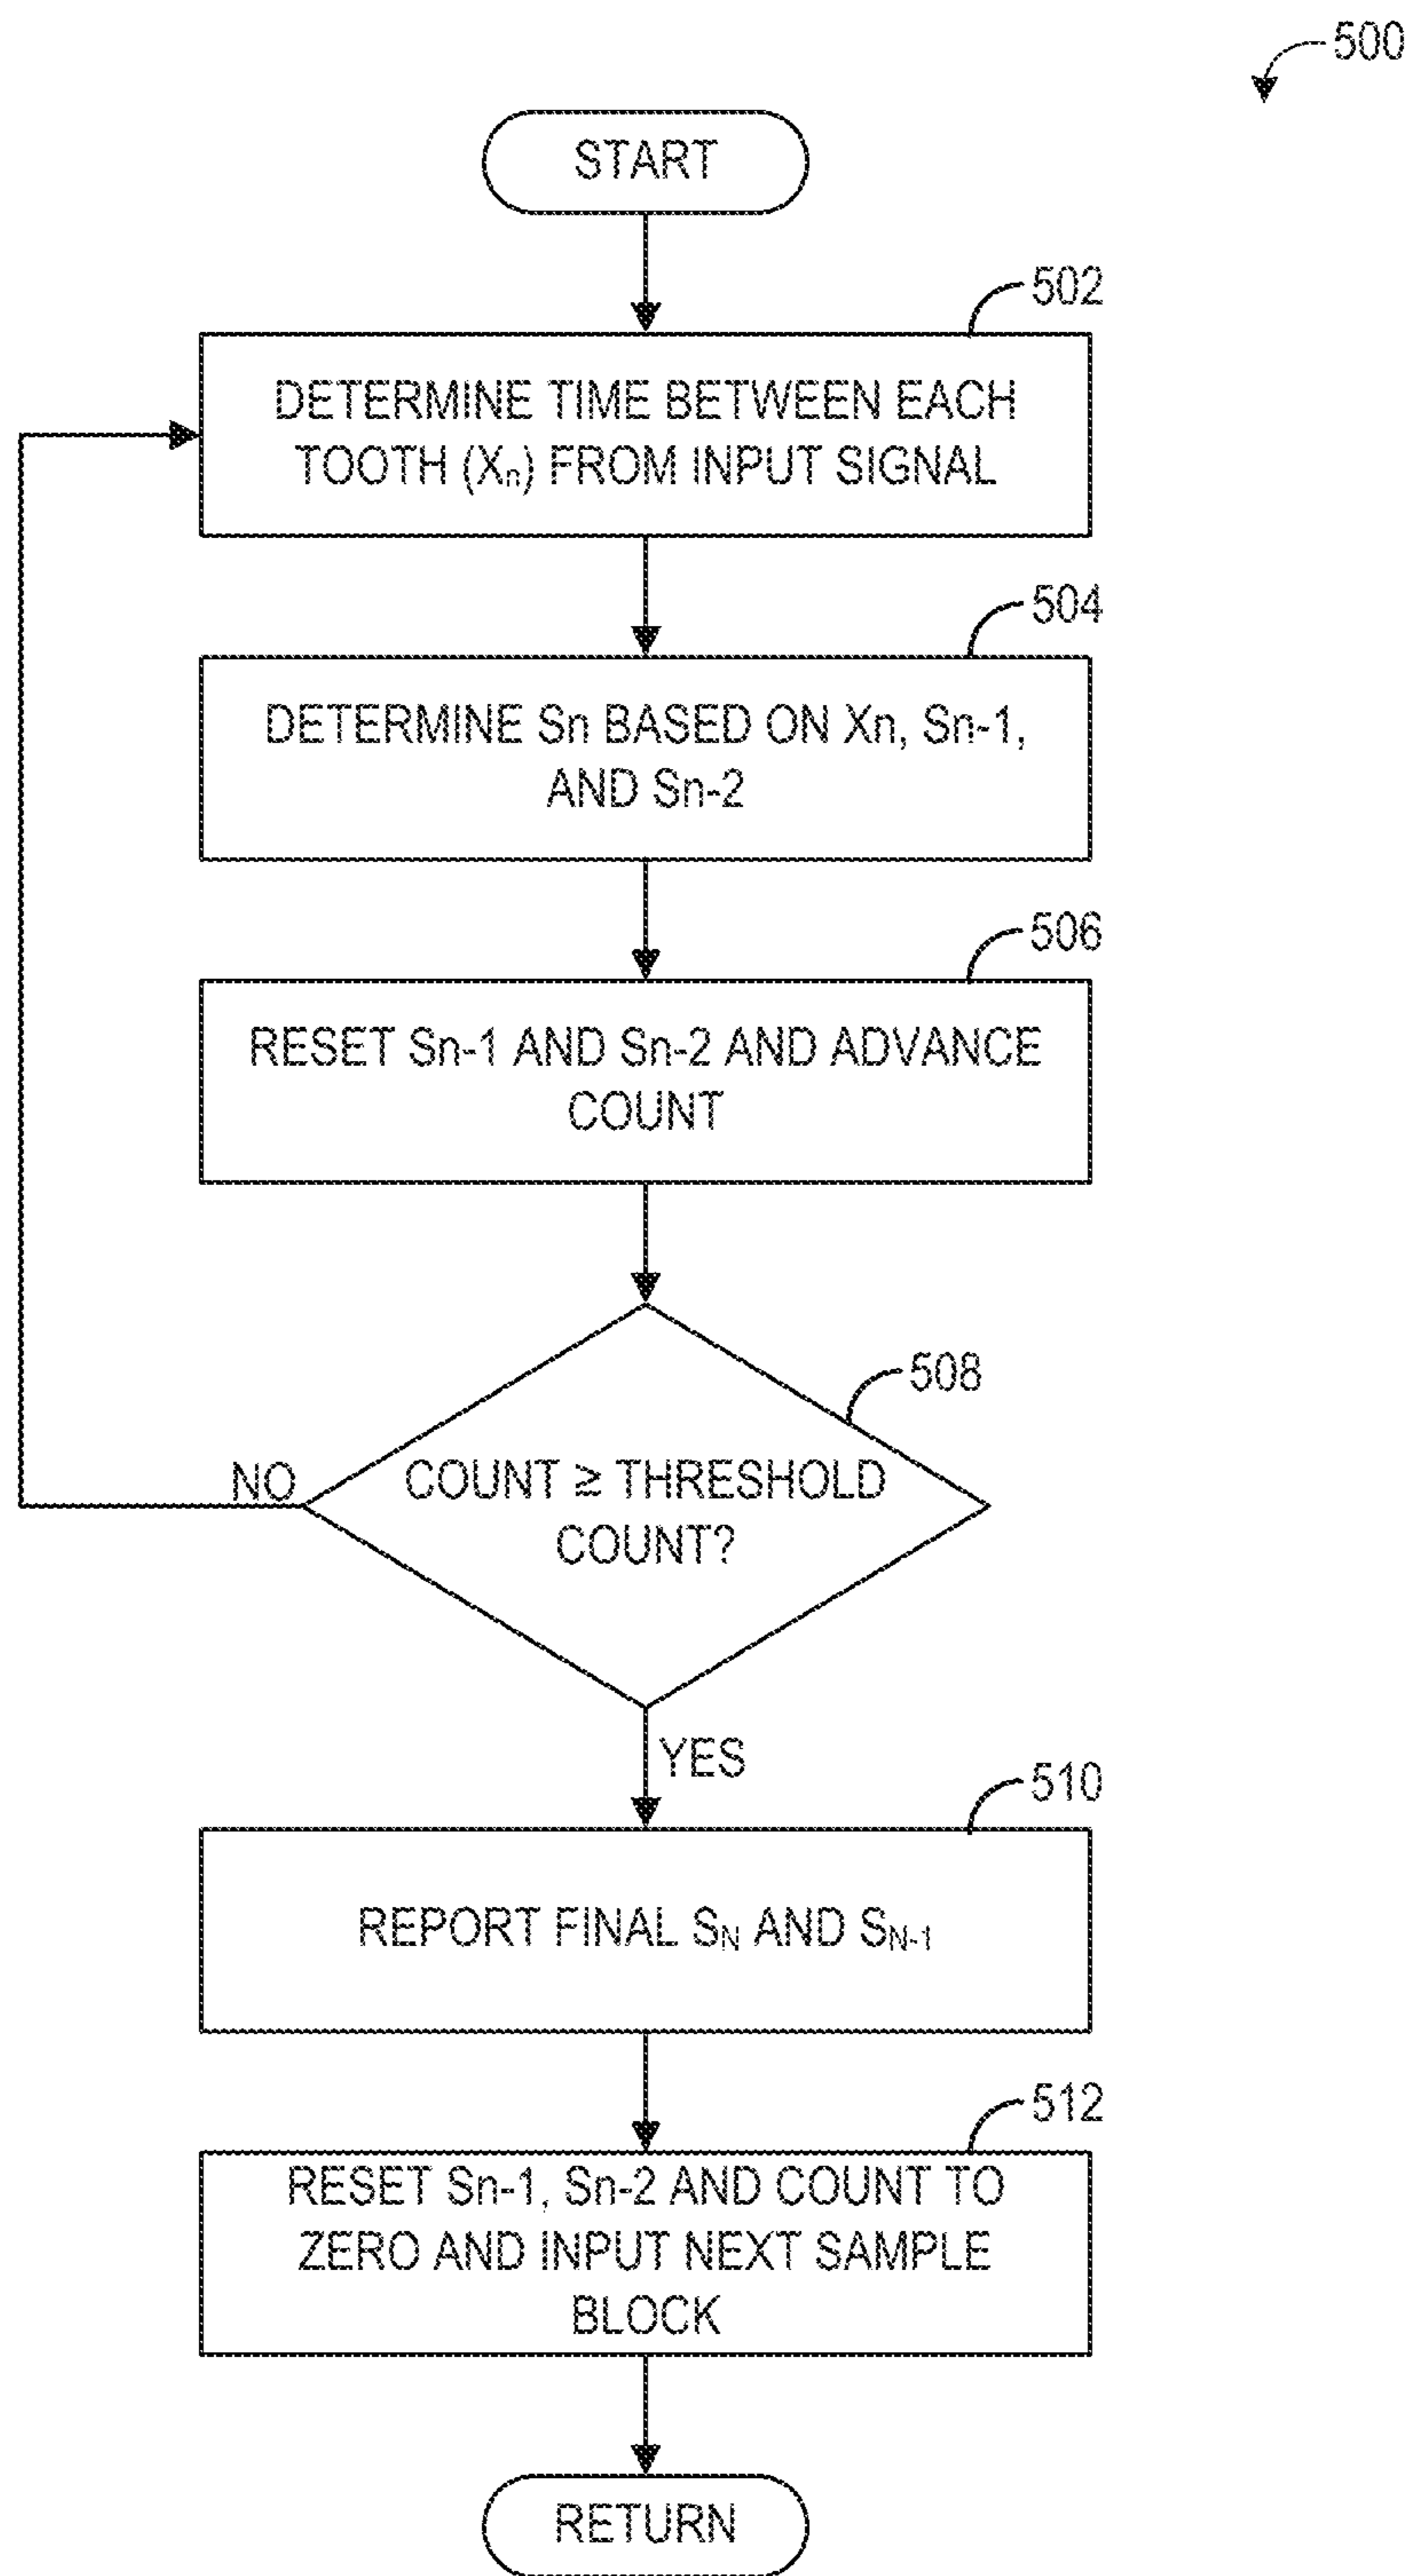 500
START
502
DETERMINE TIME BETWEEN EACH
TOOTH (Xn) FROM INPUT SIGNAL
504
DETERMINE Sn BASED ON Xn, Sn-1,
AND Sn-2
506
RESET Sn-1 AND Sn-2 AND ADVANCE
COUNT
508
COUNT ≥ THRESHOLD
COUNT?
NO
YES
510
REPORT FINAL SN AND SN-1
512
RESET Sn-1, Sn-2 AND COUNT TO
ZERO AND INPUT NEXT SAMPLE
BLOCK
RETURN